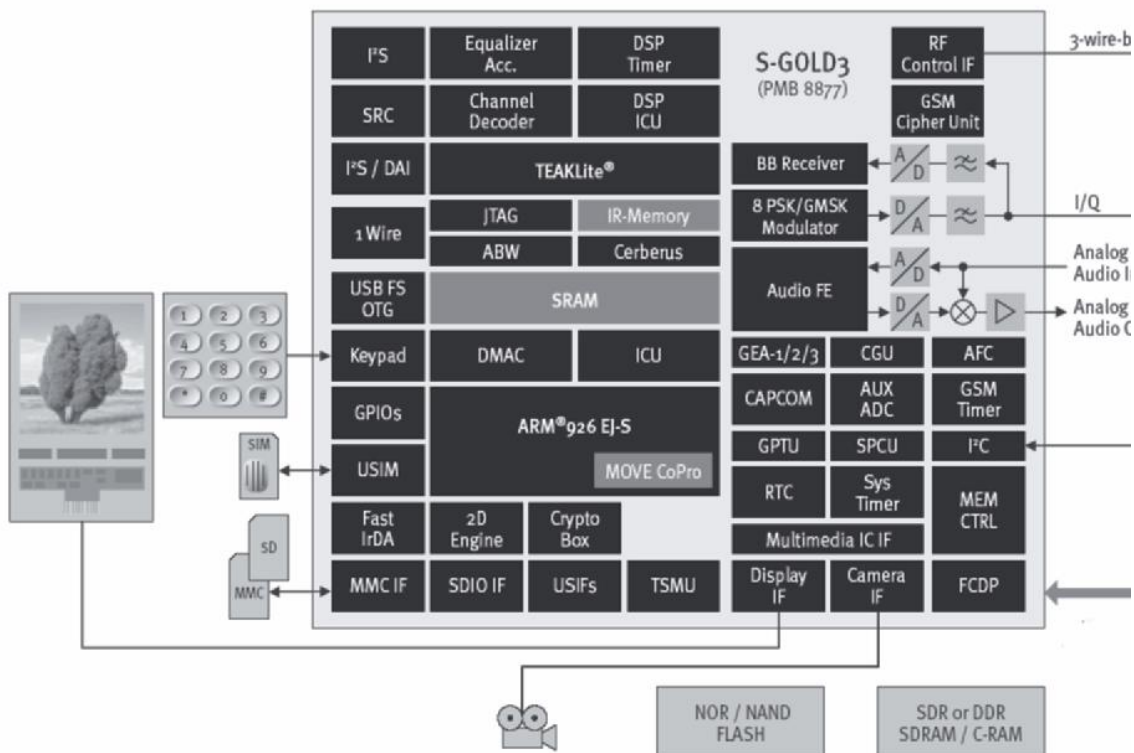 I²S
Equalizer
Acc.
DSP
Timer
S-GOLD3
(PMB 8877)
RF
Control IF
3-wire-b
SRC
Channel
Decoder
DSP
ICU
GSM
Cipher Unit
I²S / DAI
TEAKLite®
BB Receiver
A/D
1 Wire
JTAG
IR-Memory
ABW
Cerberus
8 PSK/GMSK
Modulator
D/A
I/Q
USB FS
OTG
SRAM
Audio FE
A/D
D/A
Analog
Audio I
Analog
Audio O
1 2 3
4 5 6
7 8 9
* 0 #
Keypad
DMAC
ICU
GEA-1/2/3
CGU
AFC
GPIOs
ARM®926 EJ-S
MOVE CoPro
CAPCOM
AUX
ADC
GSM
Timer
SIM
USIM
GPTU
SPCU
I²C
RTC
Sys
Timer
MEM
CTRL
Fast
IrDA
2D
Engine
Crypto
Box
Multimedia IC IF
SD
MMC
MMC IF
SDIO IF
USIFs
TSMU
Display
IF
Camera
IF
FCDP
NOR / NAND
FLASH
SDR or DDR
SDRAM / C-RAM